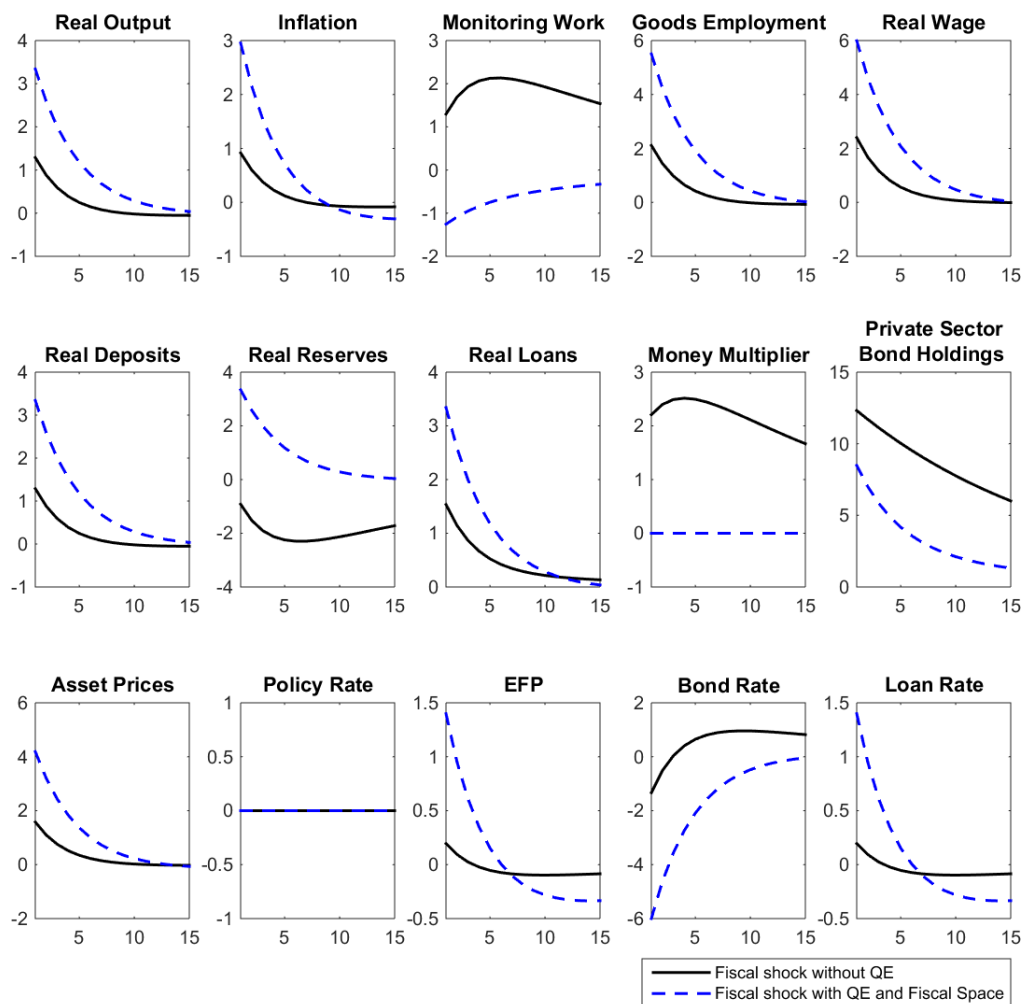 Real Output Inflation Monitoring Work Goods Employment Real Wage
4 3 3 6 6
3 2 2 4 4
2 1 1 2 2
1 0 0 0 0
0 -1
-1 -1 -2 -2 -2
5 10 15 5 10 15 5 10 15 5 10 15 5 10 15
Private Sector
Real Deposits Real Reserves Real Loans Money Multiplier Bond Holdings
4 4 4 3 15
3 2 3 2 10
2 0 2 1
1 -2 1 0 5
0
-1 -4 0 -1 0
5 10 15 5 10 15 5 10 15 5 10 15 5 10 15
Asset Prices Policy Rate EFP Bond Rate Loan Rate
6 1 1.5 2 1.5
4 0.5 1 0 1
2 0 0.5 -2 0.5
0 -0.5 0 -4 0
-2 -1 -0.5 -6 -0.5
5 10 15 5 10 15 5 10 15 5 10 15 5 10 15
Fiscal shock without QE
Fiscal shock with QE and Fiscal Space